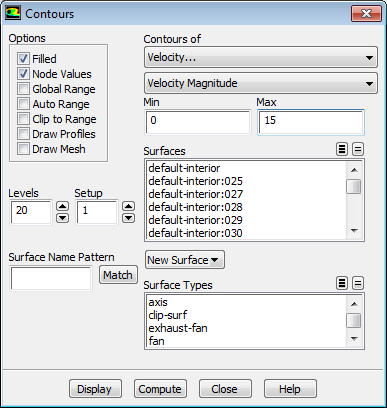 Contours
Options
Filled
Node Values
Global Range
Auto Range
Clip to Range
Draw Profiles
Draw Mesh
Levels
Setup
20
1
Surface Name Pattern
Match
Contours of
Velocity...
Velocity Magnitude
Min
Max
0
15
Surfaces
default-interior
default-interior:025
default-interior:027
default-interior:028
default-interior:029
default-interior:030
New Surface
Surface Types
axis
clip-surf
exhaust-fan
fan
Display
Compute
Close
Help